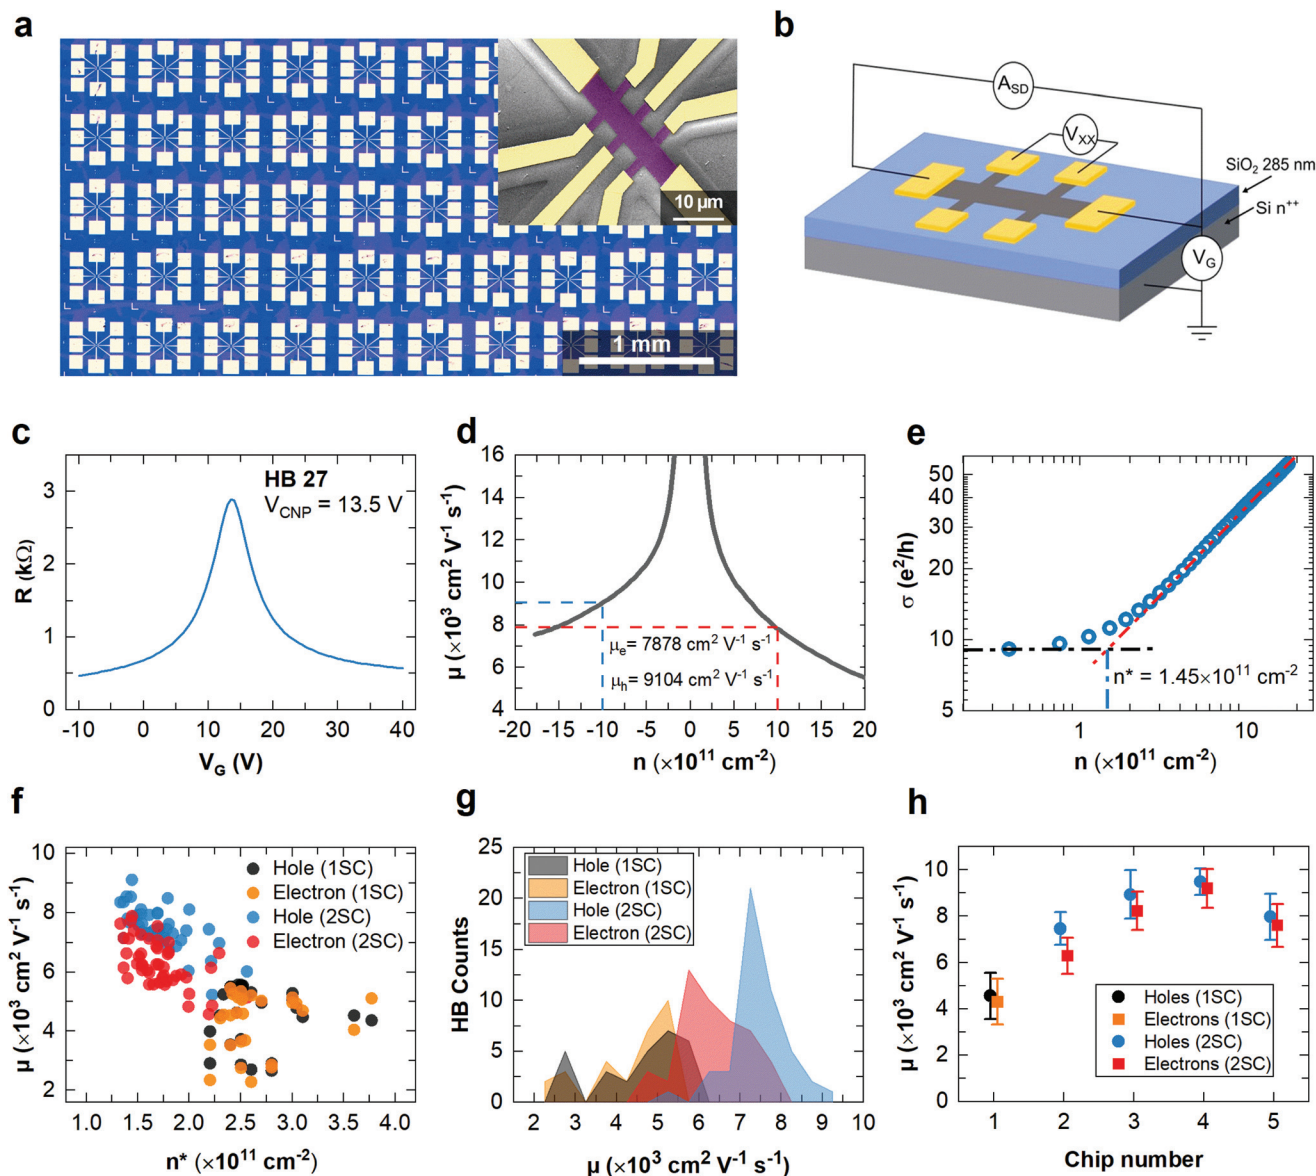 a
10 μm
1 mm
b
A_SD
V_XX
SiO₂ 285 nm
Si n⁺⁺
V_G
c
HB 27
V_CNP = 13.5 V
3
2
1
0
R (kΩ)
-10 0 10 20 30 40
V_G (V)
d
16
14
12
10
8
6
4
μ (×10³ cm² V⁻¹ s⁻¹)
μ_e = 7878 cm² V⁻¹ s⁻¹
μ_h = 9104 cm² V⁻¹ s⁻¹
-20 -15 -10 -5 0 5 10 15 20
n (×10¹¹ cm⁻²)
e
50
40
30
20
10
5
σ (e²/h)
n* = 1.45×10¹¹ cm⁻²
1 10
n (×10¹¹ cm⁻²)
f
10
8
6
4
2
μ (×10³ cm² V⁻¹ s⁻¹)
Hole (1SC)
Electron (1SC)
Hole (2SC)
Electron (2SC)
1.0 1.5 2.0 2.5 3.0 3.5 4.0
n* (×10¹¹ cm⁻²)
g
25
20
15
10
5
0
HB Counts
Hole (1SC)
Electron (1SC)
Hole (2SC)
Electron (2SC)
2 3 4 5 6 7 8 9 10
μ (×10³ cm² V⁻¹ s⁻¹)
h
10
8
6
4
2
0
μ (×10³ cm² V⁻¹ s⁻¹)
Holes (1SC)
Electrons (1SC)
Holes (2SC)
Electrons (2SC)
1 2 3 4 5
Chip number